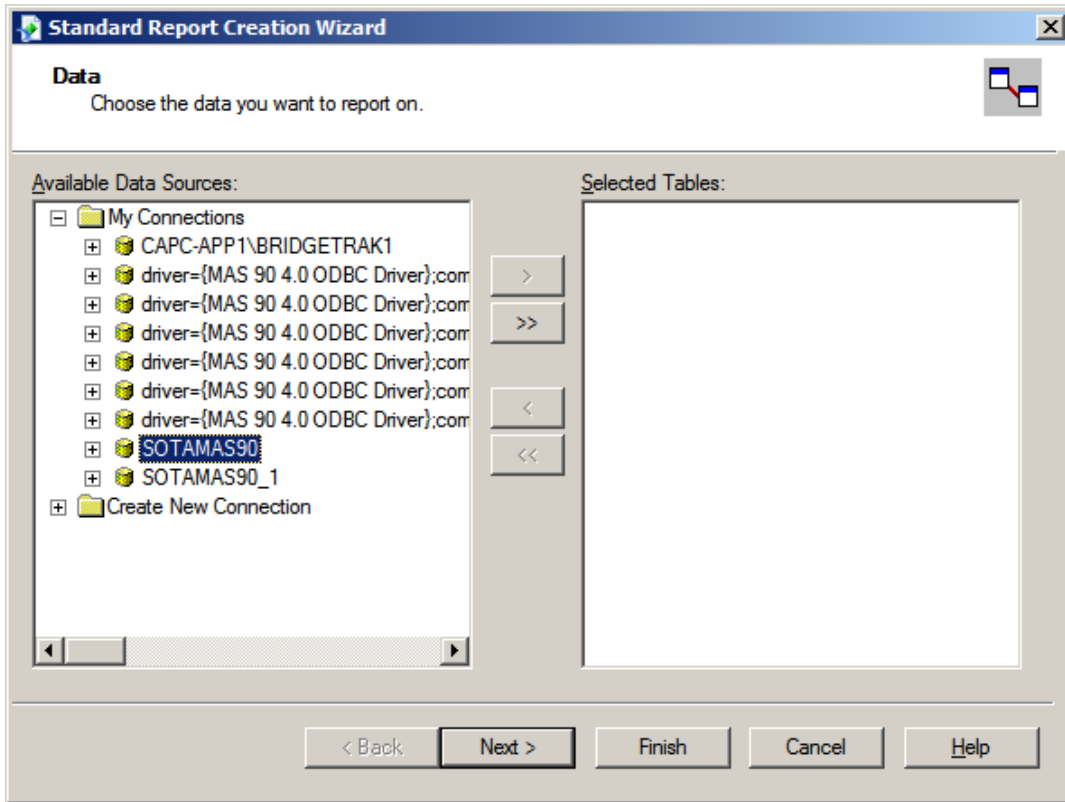 Standard Report Creation Wizard
Data
Choose the data you want to report on.
Available Data Sources:
Selected Tables:
My Connections
CAPC-APP1\BRIDGETRAK1
driver={MAS 90 4.0 ODBC Driver};com
driver={MAS 90 4.0 ODBC Driver};com
driver={MAS 90 4.0 ODBC Driver};com
driver={MAS 90 4.0 ODBC Driver};com
driver={MAS 90 4.0 ODBC Driver};com
driver={MAS 90 4.0 ODBC Driver};com
SOTAMAS90
SOTAMAS90_1
Create New Connection
>
>>
<
<<
< Back
Next >
Finish
Cancel
Help